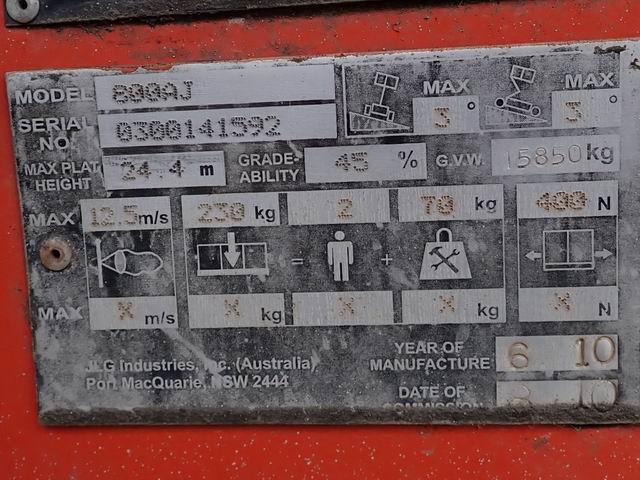 MODEL 800AJ
MAX MAX
3° 3°
SERIAL NO. 0300141592
MAX PLAT HEIGHT 24.4 m GRADE-ABILITY 45 % G.V.W. 15850 kg
MAX 12.5 m/s 230 kg 2 70 kg 400 N
= +
MAX X m/s X kg X X kg X N
JLG Industries, Inc. (Australia)
Port MacQuarie, NSW 2444
YEAR OF MANUFACTURE 6 10
DATE OF 10